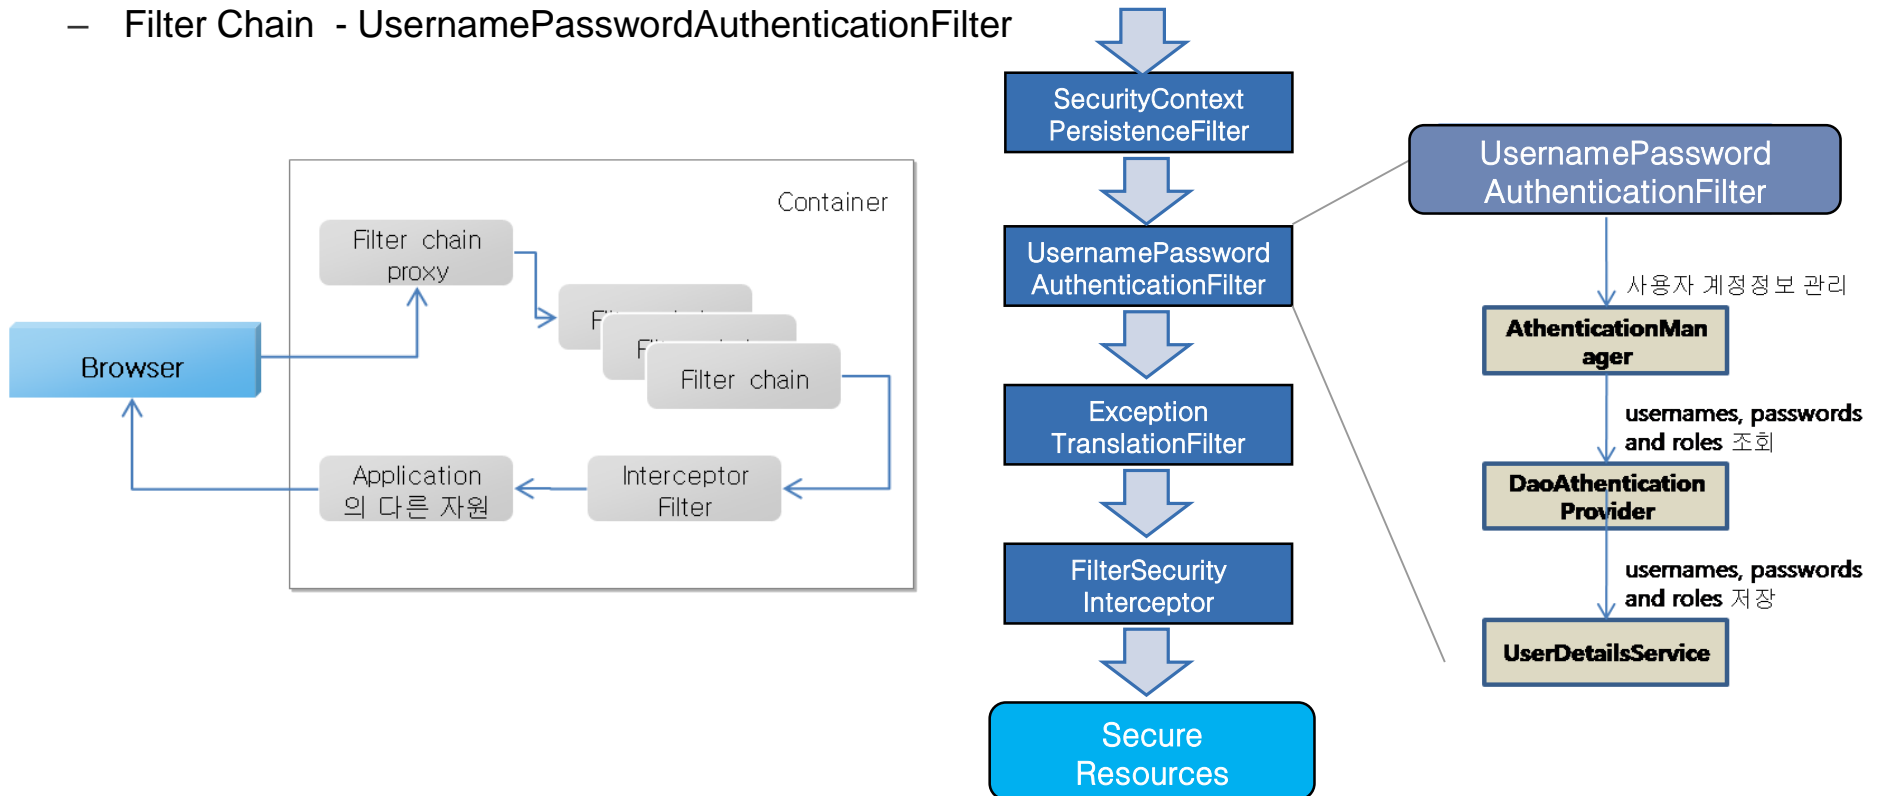 – Filter Chain - UsernamePasswordAuthenticationFilter
Container
Filter chain
proxy
Filter chain
Browser
Application
의 다른 자원
Interceptor
Filter
SecurityContext
PersistenceFilter
UsernamePassword
AuthenticationFilter
Exception
TranslationFilter
FilterSecurity
Interceptor
Secure
Resources
UsernamePassword
AuthenticationFilter
사용자 계정정보 관리
AthenticationMan
ager
usernames, passwords
and roles 조회
DaoAthentication
Provider
usernames, passwords
and roles 저장
UserDetailsService